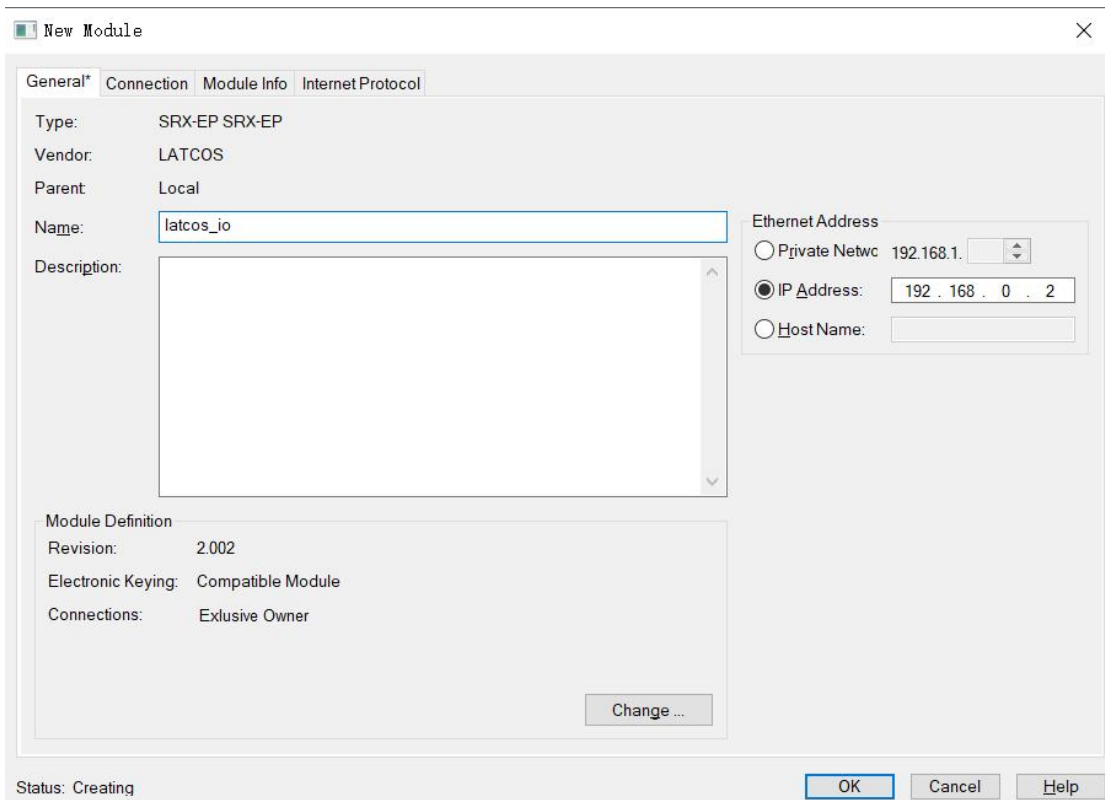 New Module
General* Connection Module Info Internet Protocol
Type: SRX-EP SRX-EP
Vendor: LATCOS
Parent: Local
Name: latcos_io
Description:
Ethernet Address
Private Netwc 192.168.1.
IP Address: 192 . 168 . 0 . 2
Host Name:
Module Definition
Revision: 2.002
Electronic Keying: Compatible Module
Connections: Exlusive Owner
Change ...
Status: Creating
OK Cancel Help